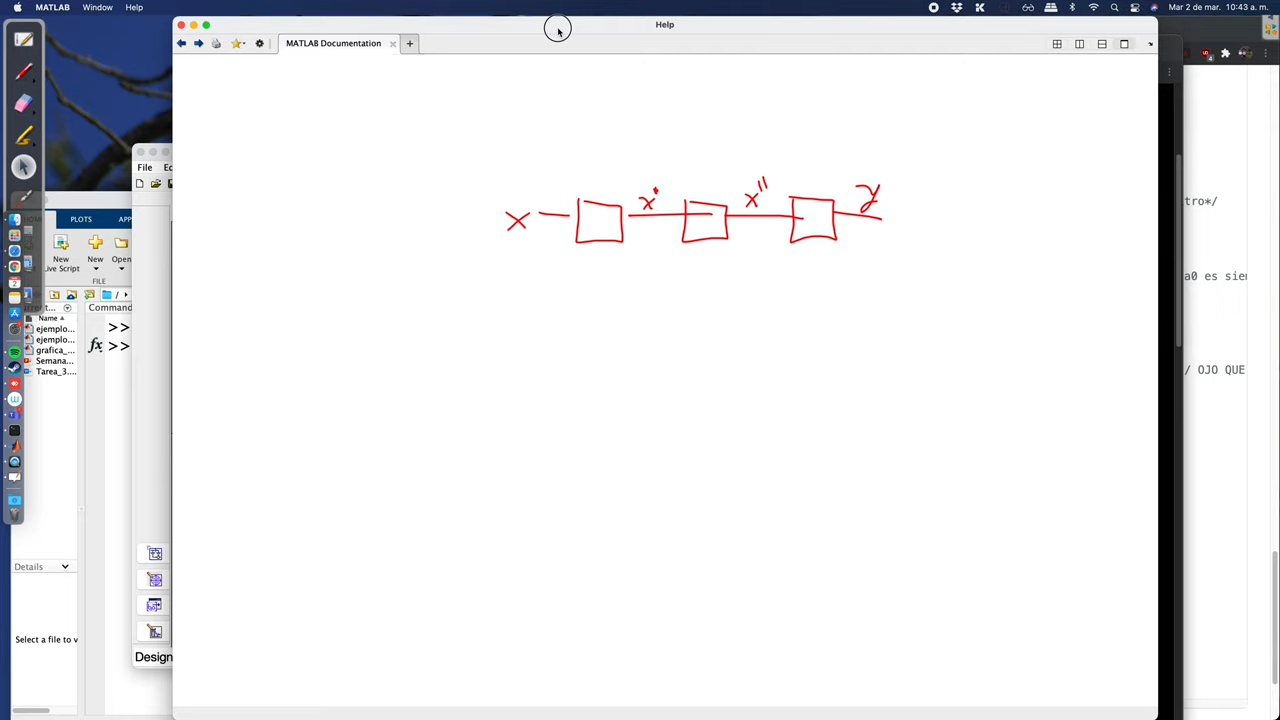 MATLAB Window Help
Mar 2 de mar. 10:43 a. m.
Help
MATLAB Documentation
x x' x'' y
File
HOME PLOTS
New
Live Script
New
Open
FILE
/
Command
Name
>>
fx >>
ejemplo...
ejemplo...
grafica_...
Semana...
Tarea_3....
Details
Select a file to v
Design
tro*/
a0 es sien
/ OJO QUE